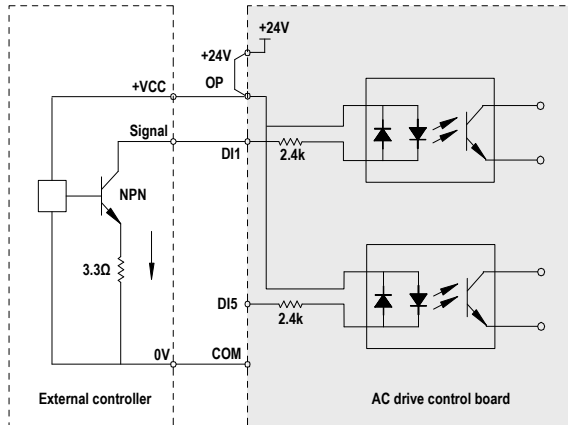 +24V
+24V
+VCC
OP
Signal
DI1
2.4k
NPN
3.3Ω
DI5
2.4k
0V
COM
External controller
AC drive control board